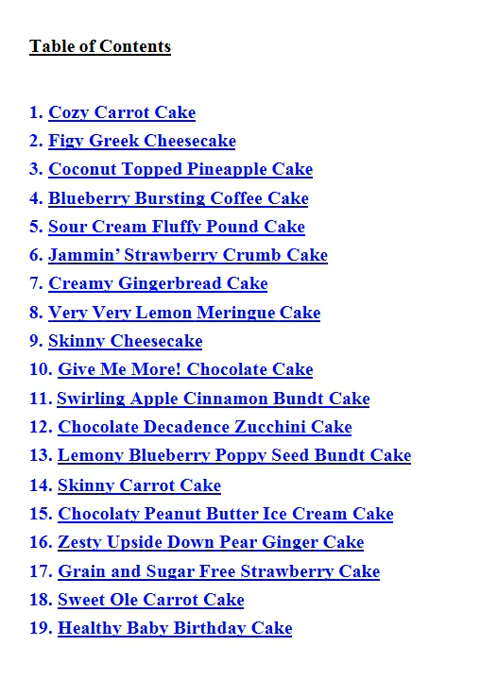 Table of Contents
1. Cozy Carrot Cake
2. Figy Greek Cheesecake
3. Coconut Topped Pineapple Cake
4. Blueberry Bursting Coffee Cake
5. Sour Cream Fluffy Pound Cake
6. Jammin’ Strawberry Crumb Cake
7. Creamy Gingerbread Cake
8. Very Very Lemon Meringue Cake
9. Skinny Cheesecake
10. Give Me More! Chocolate Cake
11. Swirling Apple Cinnamon Bundt Cake
12. Chocolate Decadence Zucchini Cake
13. Lemony Blueberry Poppy Seed Bundt Cake
14. Skinny Carrot Cake
15. Chocolaty Peanut Butter Ice Cream Cake
16. Zesty Upside Down Pear Ginger Cake
17. Grain and Sugar Free Strawberry Cake
18. Sweet Ole Carrot Cake
19. Healthy Baby Birthday Cake